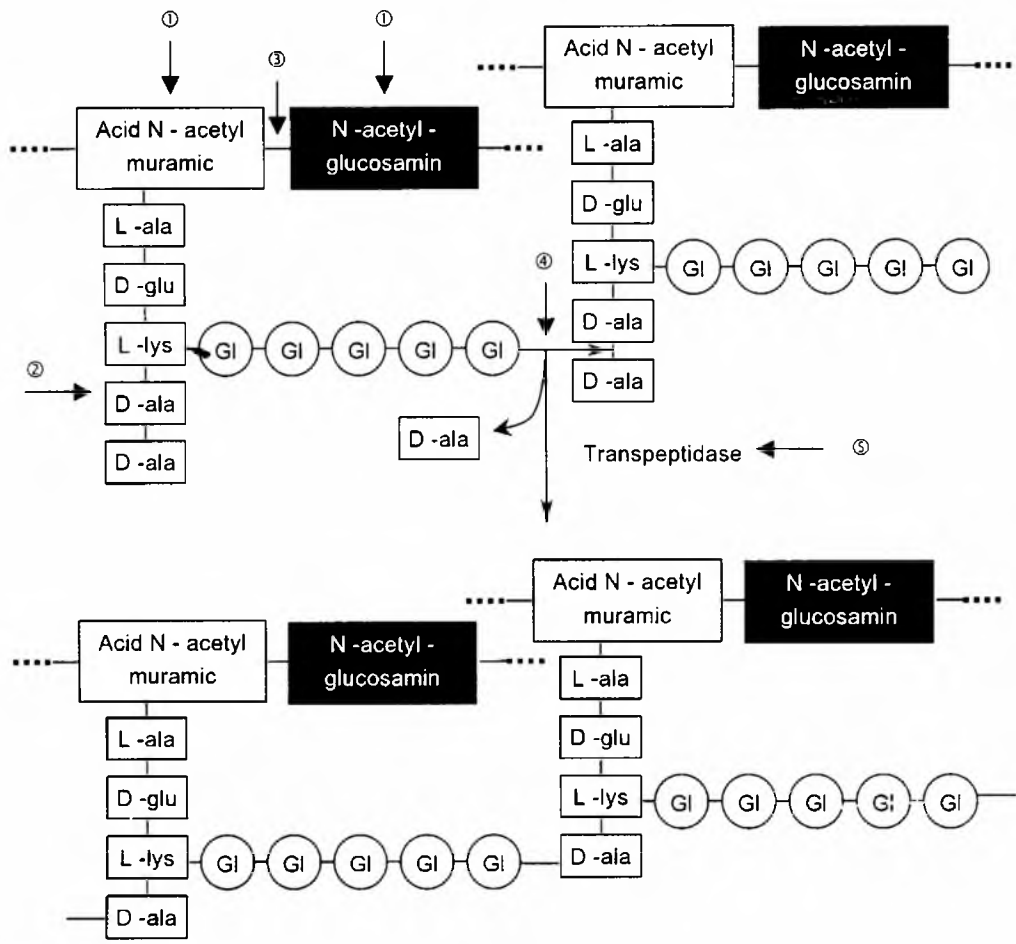 ①
①
③
Acid N - acetyl
muramic
N -acetyl -
glucosamin
Acid N - acetyl
muramic
N -acetyl -
glucosamin
L -ala
D -glu
L -lys
Gl
Gl
Gl
Gl
Gl
②
D -ala
D -ala
L -ala
D -glu
L -lys
Gl
Gl
Gl
Gl
Gl
④
D -ala
D -ala
D -ala
Transpeptidase
⑤
Acid N - acetyl
muramic
N -acetyl -
glucosamin
Acid N - acetyl
muramic
N -acetyl -
glucosamin
L -ala
D -glu
L -lys
Gl
Gl
Gl
Gl
Gl
D -ala
L -ala
D -glu
L -lys
Gl
Gl
Gl
Gl
Gl
D -ala